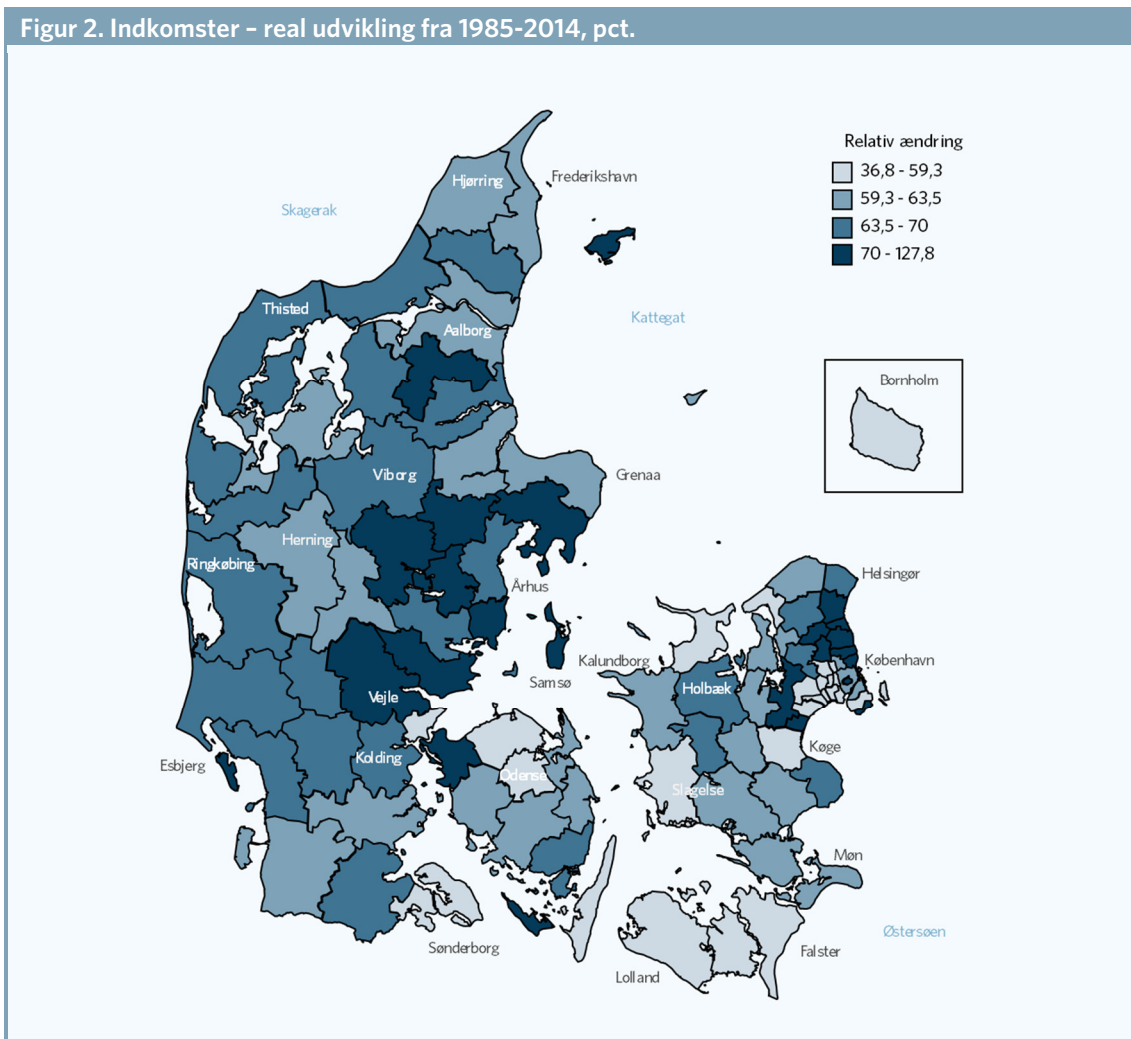 Figur 2. Indkomster – real udvikling fra 1985-2014, pct.
Relativ ændring
36,8 - 59,3
59,3 - 63,5
63,5 - 70
70 - 127,8
Hjørring
Frederikshavn
Skagerak
Thisted
Kattegat
Aalborg
Bornholm
Viborg
Grenaa
Herning
Ringkøbing
Helsingør
Århus
Kalundborg
København
Samsø
Holbæk
Vejle
Køge
Kolding
Esbjerg
Odense
Slagelse
Møn
Østersøen
Sønderborg
Falster
Lolland